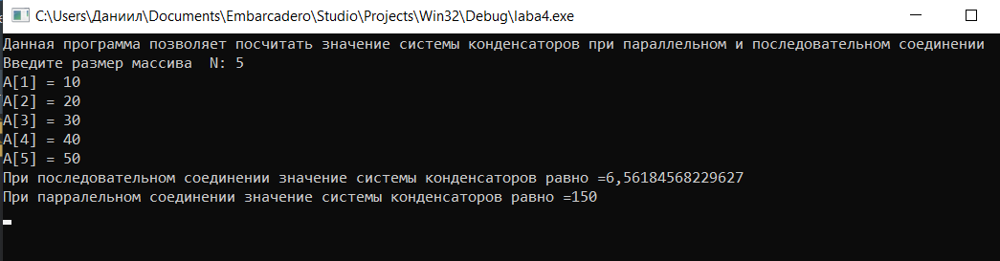 C:\Users\Даниил\Documents\Embarcadero\Studio\Projects\Win32\Debug\laba4.exe
Данная программа позволяет посчитать значение системы конденсаторов при параллельном и последовательном соединении
Введите размер массива  N: 5
A[1] = 10
A[2] = 20
A[3] = 30
A[4] = 40
A[5] = 50
При последовательном соединении значение системы конденсаторов равно =6,56184568229627
При парралельном соединении значение системы конденсаторов равно =150